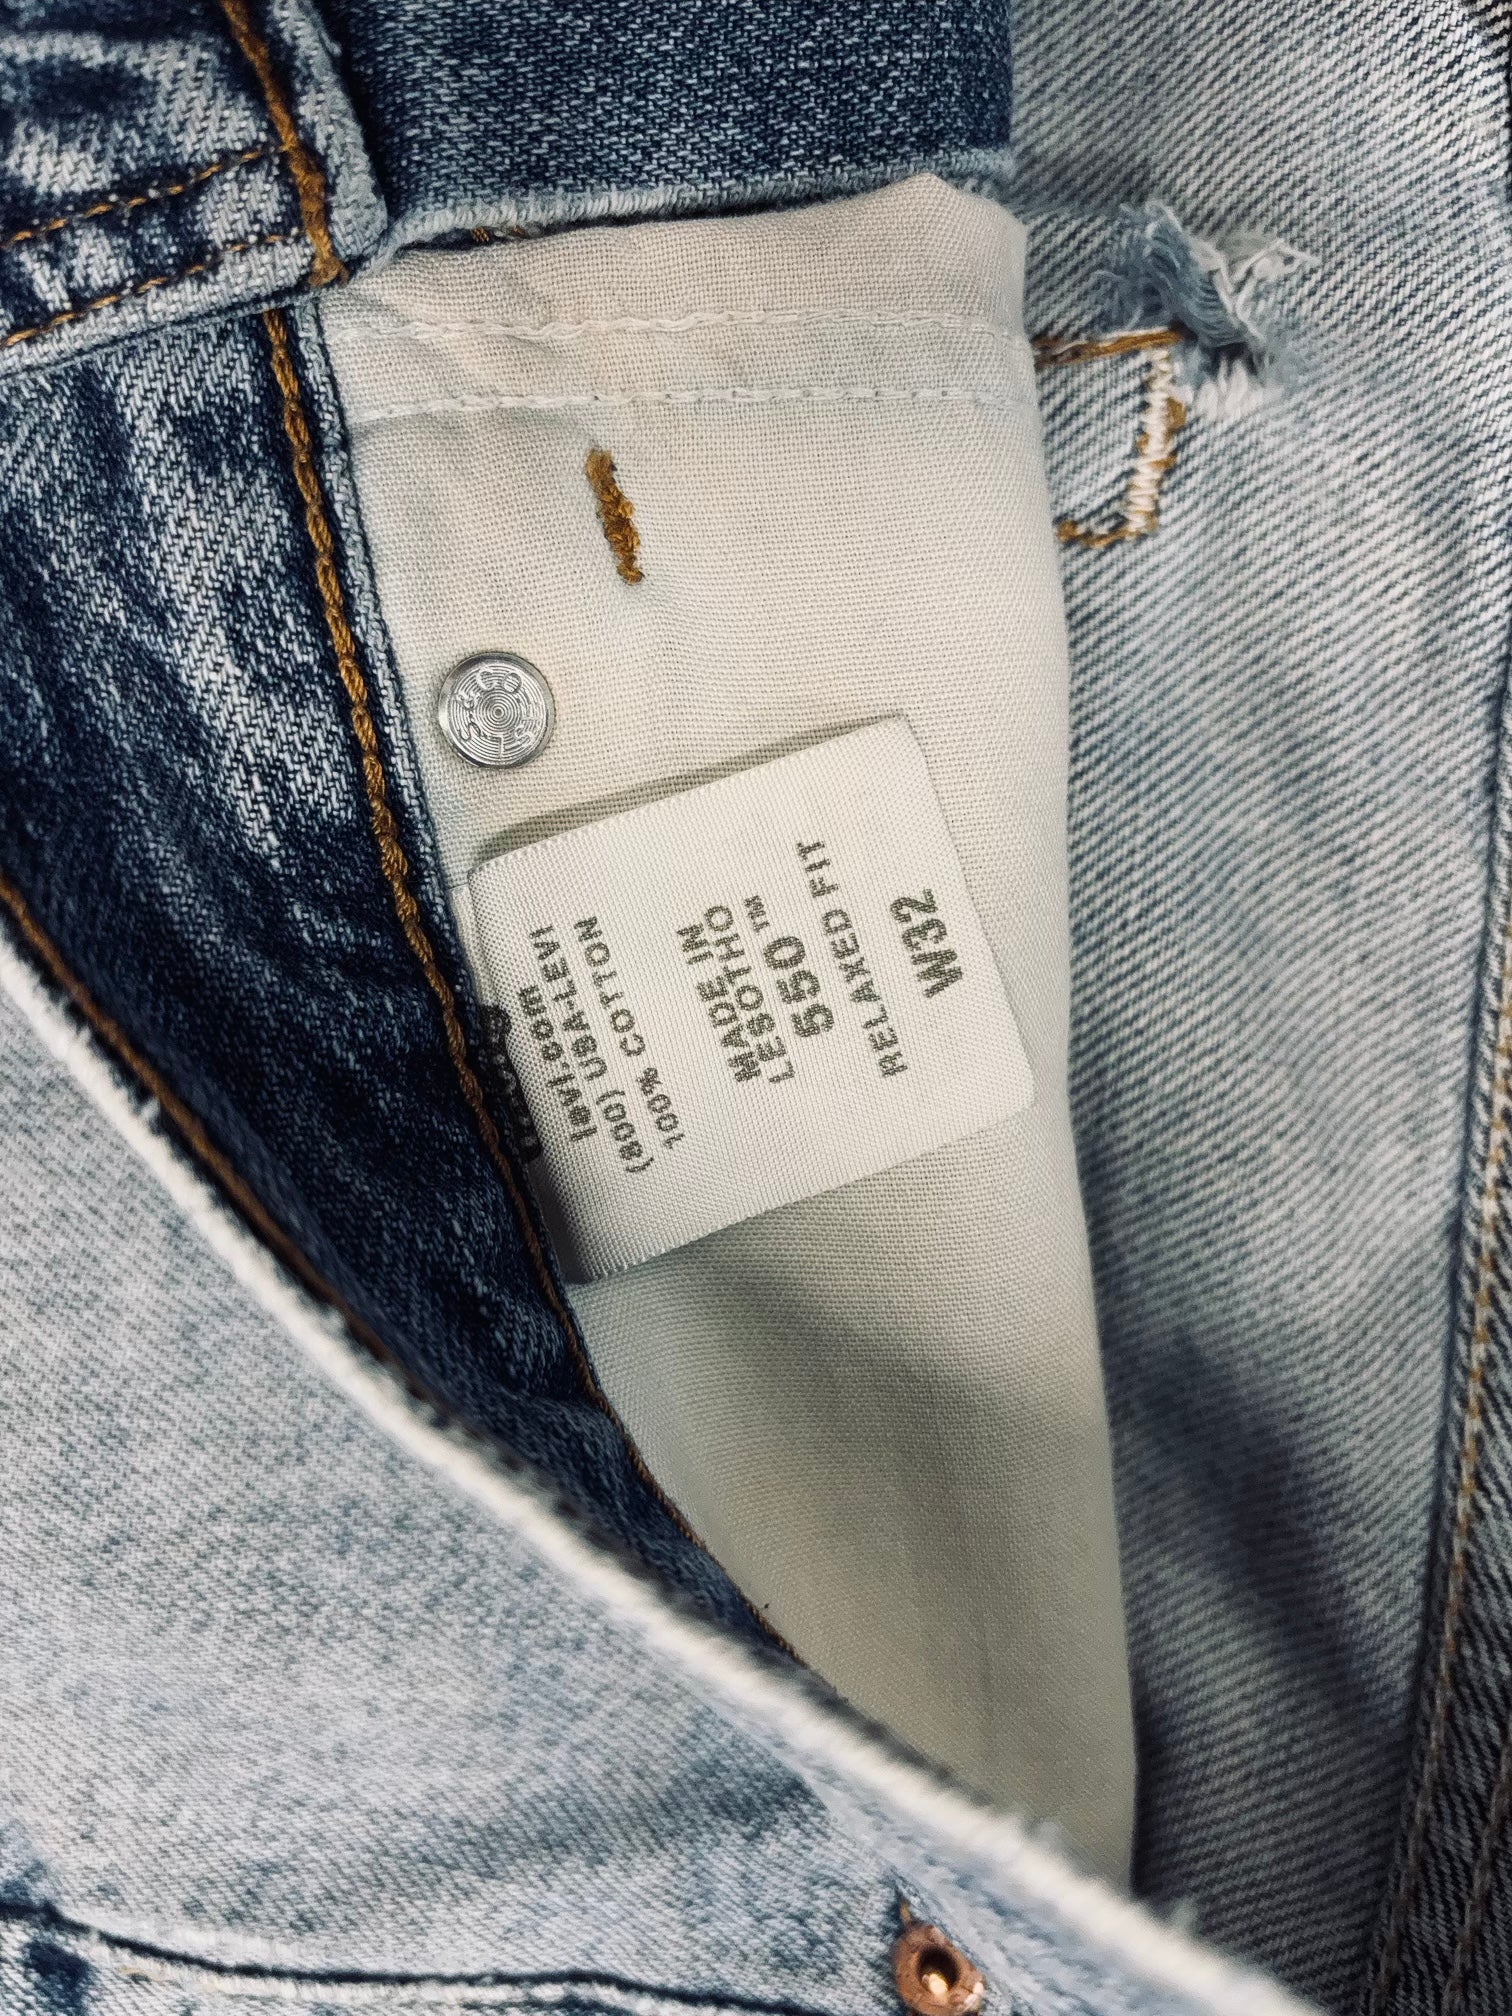 levi.com
(800) USA-LEVI
100% COTTON
MADE IN
LESOTHO
550™
RELAXED FIT
W32